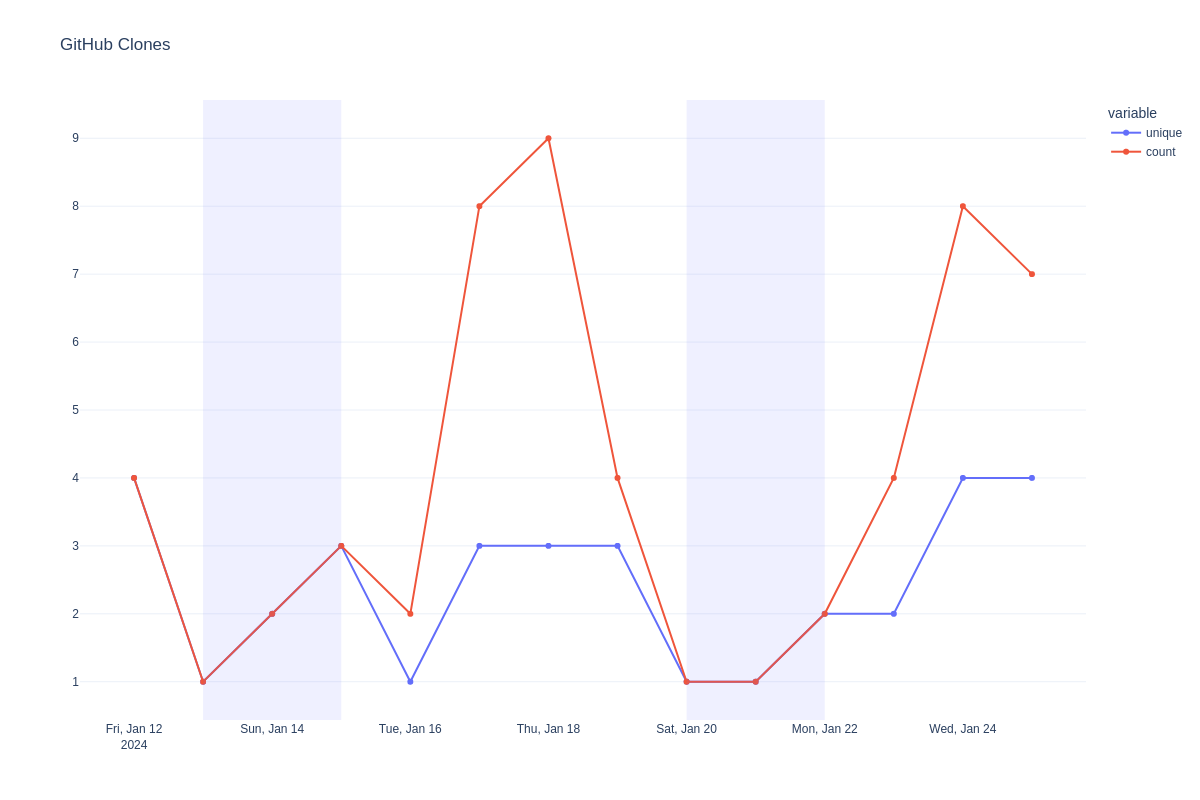 GitHub Clones
variable
unique
count
9
8
7
6
5
4
3
2
1
Fri, Jan 12
2024
Sun, Jan 14
Tue, Jan 16
Thu, Jan 18
Sat, Jan 20
Mon, Jan 22
Wed, Jan 24